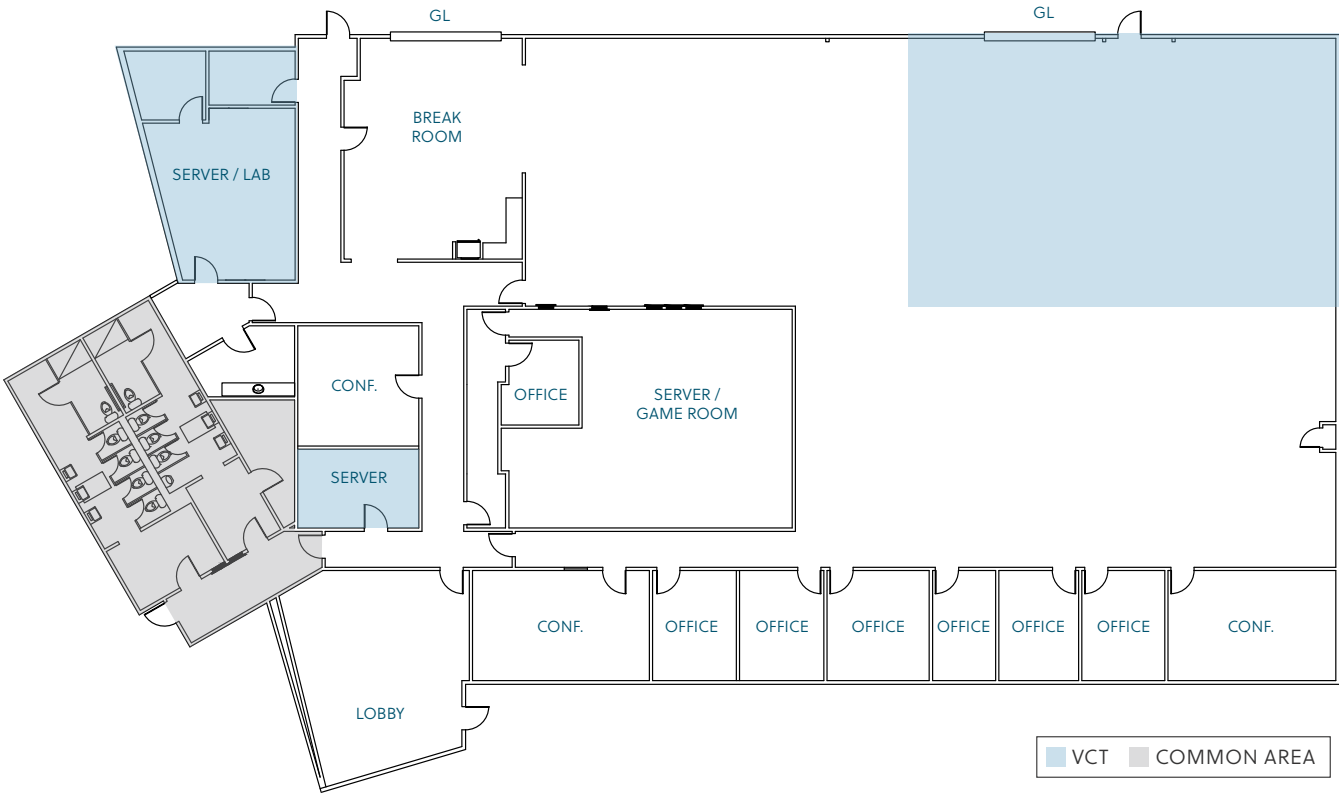 GL
GL
BREAK
ROOM
SERVER / LAB
CONF.
OFFICE
SERVER /
GAME ROOM
SERVER
CONF.
OFFICE
OFFICE
OFFICE
OFFICE
OFFICE
OFFICE
CONF.
LOBBY
VCT
COMMON AREA